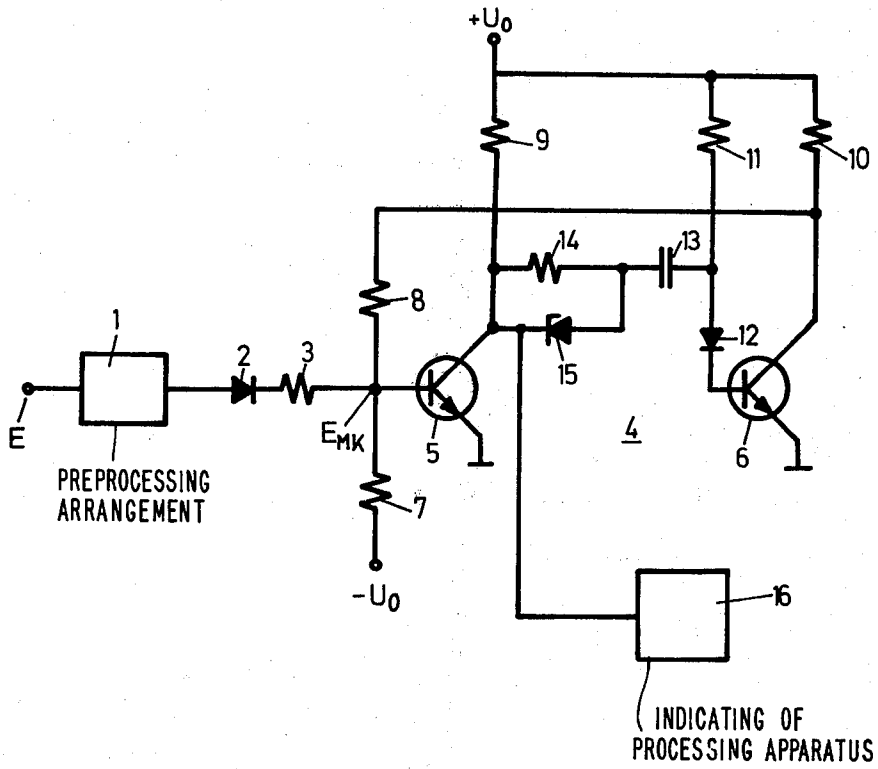 +U₀
9
11
10
14
13
8
1
2
3
15
12
E
E_MK
5
4
6
PREPROCESSING
ARRANGEMENT
7
-U₀
16
INDICATING OF
PROCESSING APPARATUS